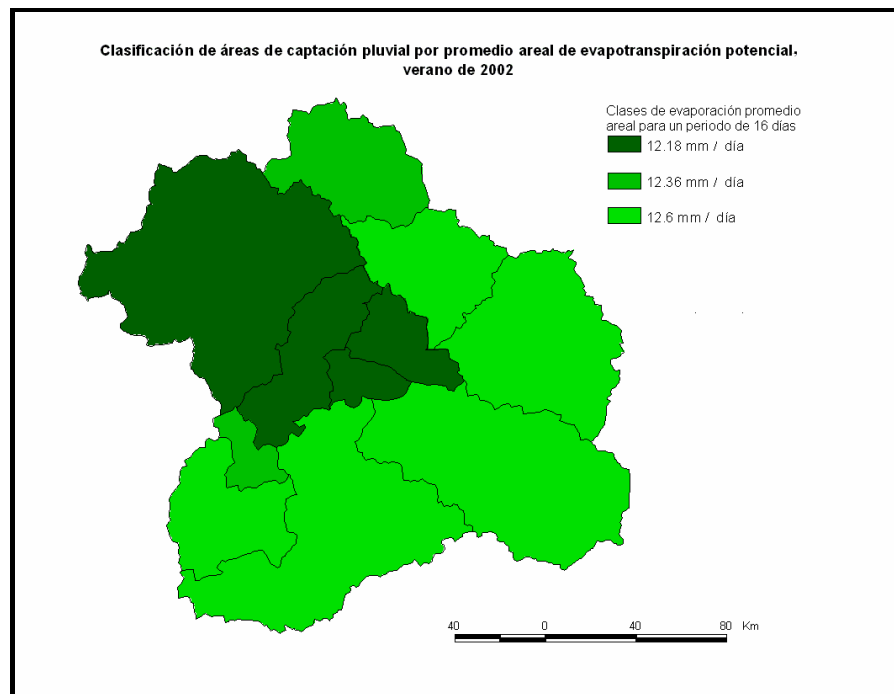 Clasificación de áreas de captación pluvial por promedio areal de evapotranspiración potencial,
verano de 2002
Clases de evaporación promedio
areal para un periodo de 16 días
12.18 mm / día
12.36 mm / día
12.6 mm / día
40 0 40 80 Km